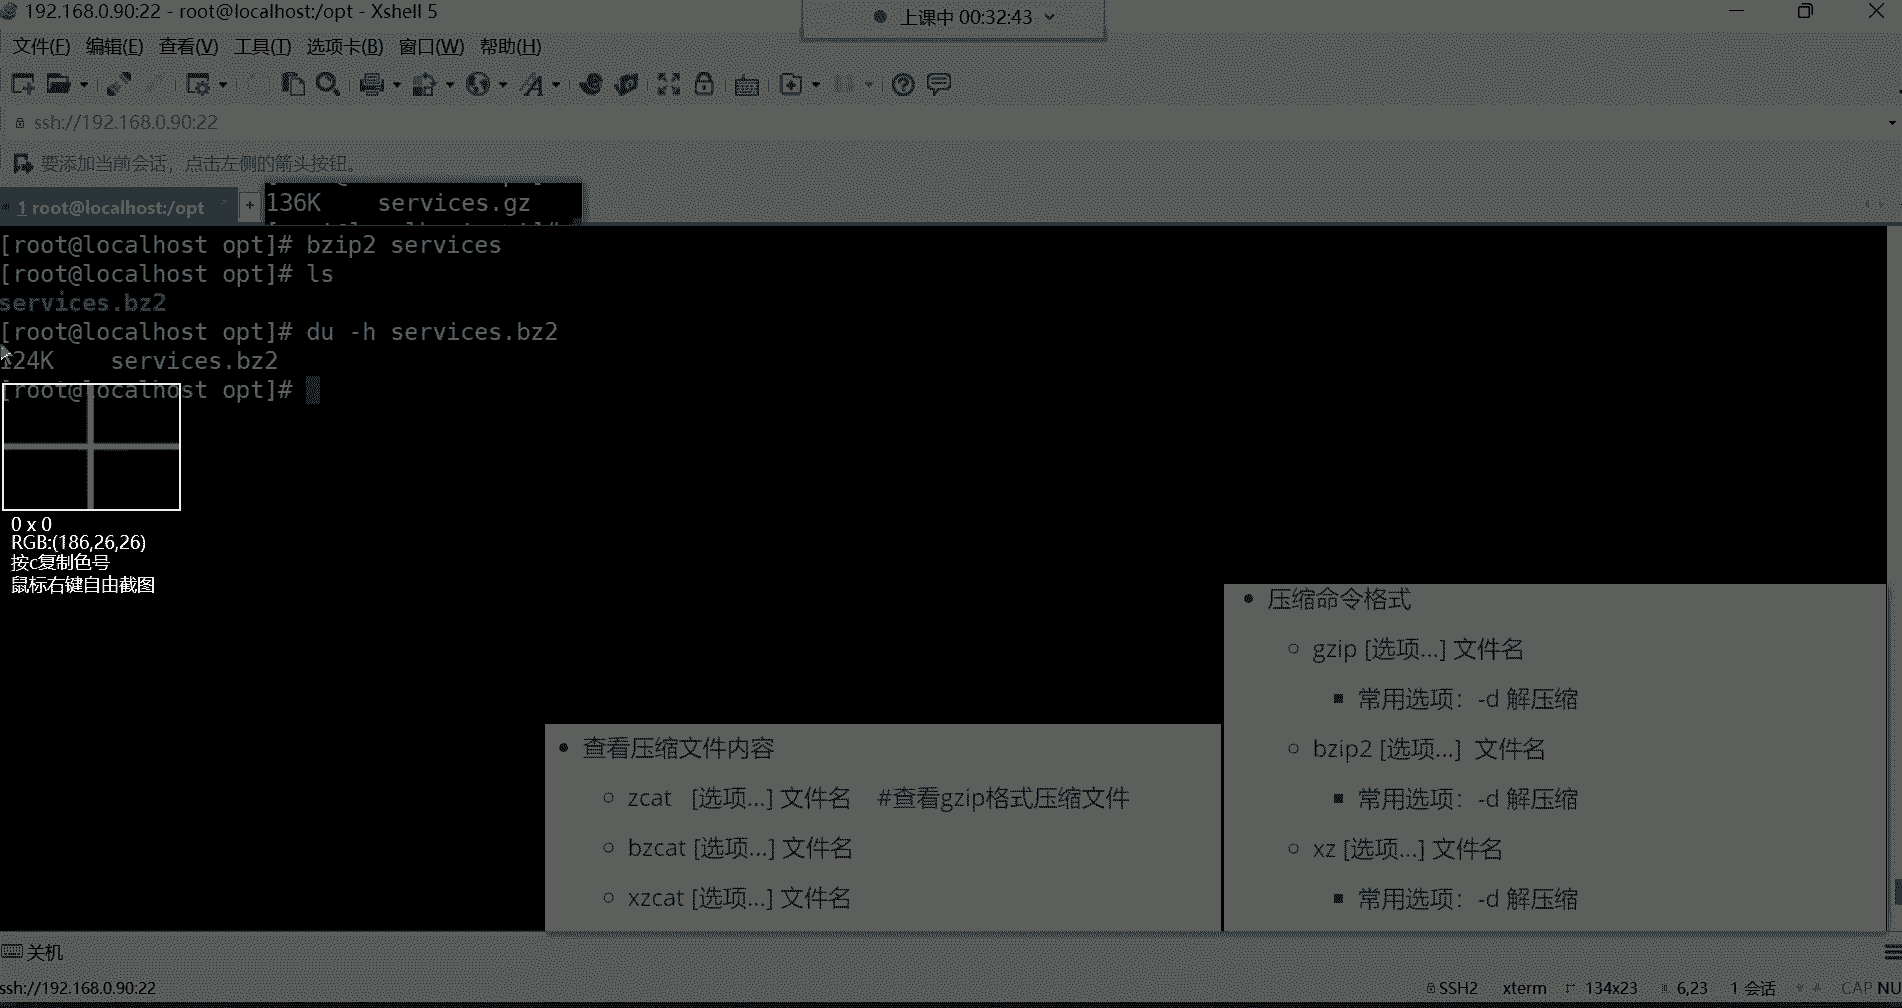 192.168.0.90:22 - root@localhost:/opt - Xshell 5
上课中 00:32:43
文件(F) 编辑(E) 查看(V) 工具(T) 选项卡(B) 窗口(W) 帮助(H)
ssh://192.168.0.90:22
要添加当前会话，点击左侧的箭头按钮。
1 root@localhost:/opt
+
136K services.gz
[root@localhost opt]# bzip2 services
[root@localhost opt]# ls
services.bz2
[root@localhost opt]# du -h services.bz2
124K services.bz2
[root@localhost opt]#
0 x 0
RGB:(186,26,26)
按c复制色号
鼠标右键自由截图
查看压缩文件内容
zcat [选项...] 文件名 #查看gzip格式压缩文件
bzcat [选项...] 文件名
xzcat [选项...] 文件名
压缩命令格式
gzip [选项...] 文件名
常用选项：-d 解压缩
bzip2 [选项...] 文件名
常用选项：-d 解压缩
xz [选项...] 文件名
常用选项：-d 解压缩
关机
ssh://192.168.0.90:22
SSH2 xterm 134x23 6,23 1 会话 CAP NU